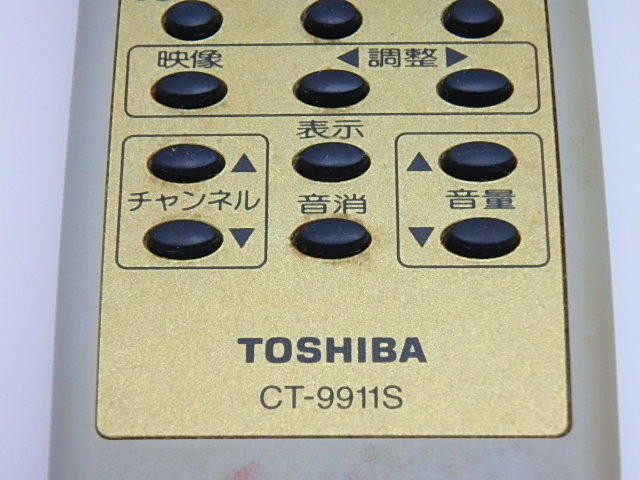 映像 ◀ 調整 ▶
表示
▲ ▲
チャンネル 音消 音量
▼ ▼
TOSHIBA
CT-9911S